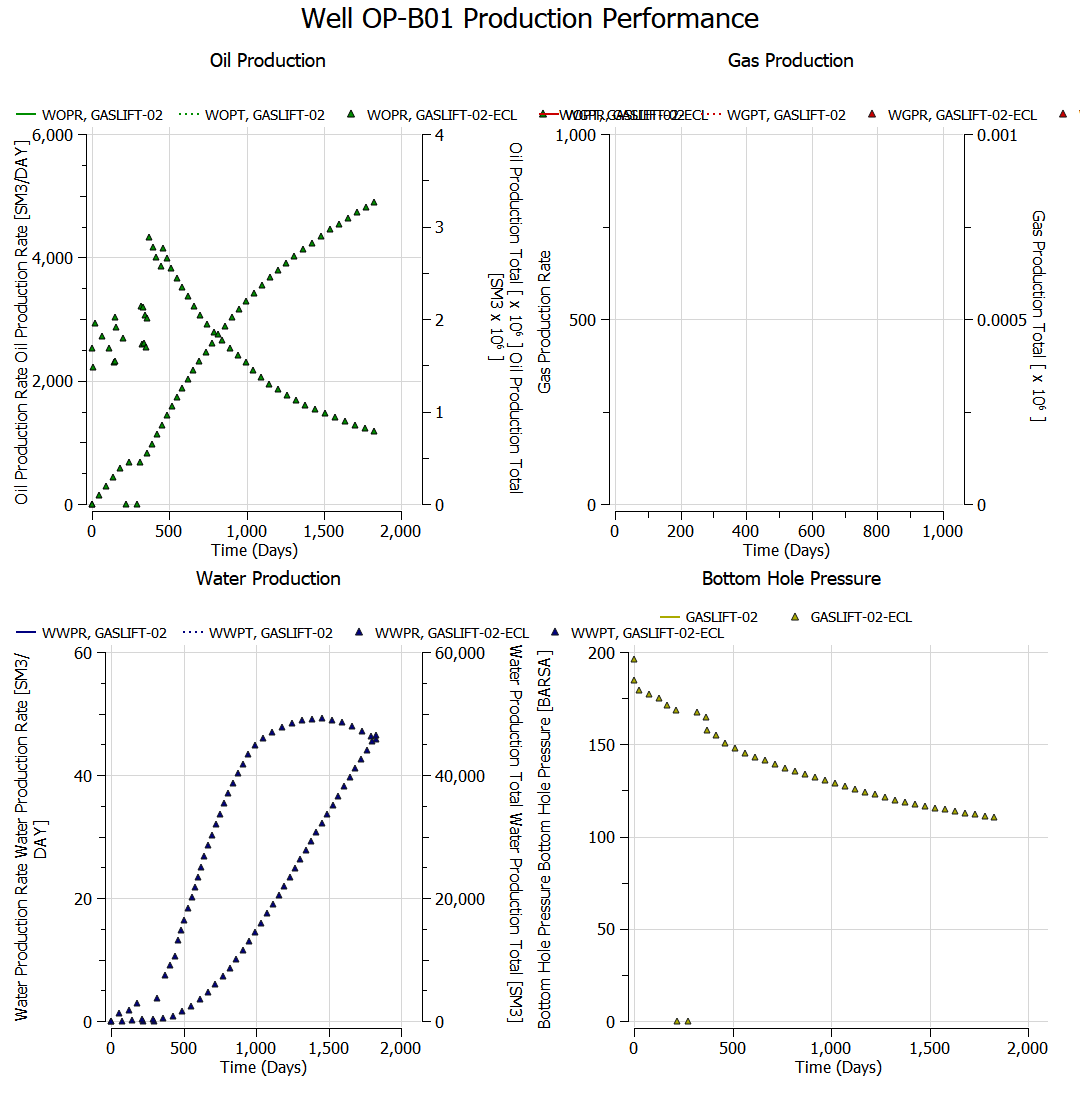 Well OP-B01 Production Performance
Oil Production
WOPR, GASLIFT-02
WOPT, GASLIFT-02
WOPR, GASLIFT-02-ECL
WOPT, GASLIFT-02-ECL
6,000
4,000
2,000
0
Oil Production Rate Oil Production Rate [SM3/DAY]
4
3
2
1
0
Oil Production Total [ x 10⁶ ] Oil Production Total
[SM3 x 10⁶ ]
0
500
1,000
1,500
2,000
Time (Days)
Gas Production
WGPR, GASLIFT-02
WGPT, GASLIFT-02
WGPR, GASLIFT-02-ECL
1,000
500
0
Gas Production Rate
0.001
0.0005
0
Gas Production Total [ x 10⁶ ]
0
200
400
600
800
1,000
Time (Days)
Water Production
WWPR, GASLIFT-02
WWPT, GASLIFT-02
WWPR, GASLIFT-02-ECL
WWPT, GASLIFT-02-ECL
60
40
20
0
Water Production Rate Water Production Rate [SM3/
DAY]
60,000
40,000
20,000
0
Water Production Total Water Production Total [SM3]
0
500
1,000
1,500
2,000
Time (Days)
Bottom Hole Pressure
GASLIFT-02
GASLIFT-02-ECL
200
150
100
50
0
Bottom Hole Pressure Bottom Hole Pressure [BARSA]
0
500
1,000
1,500
2,000
Time (Days)